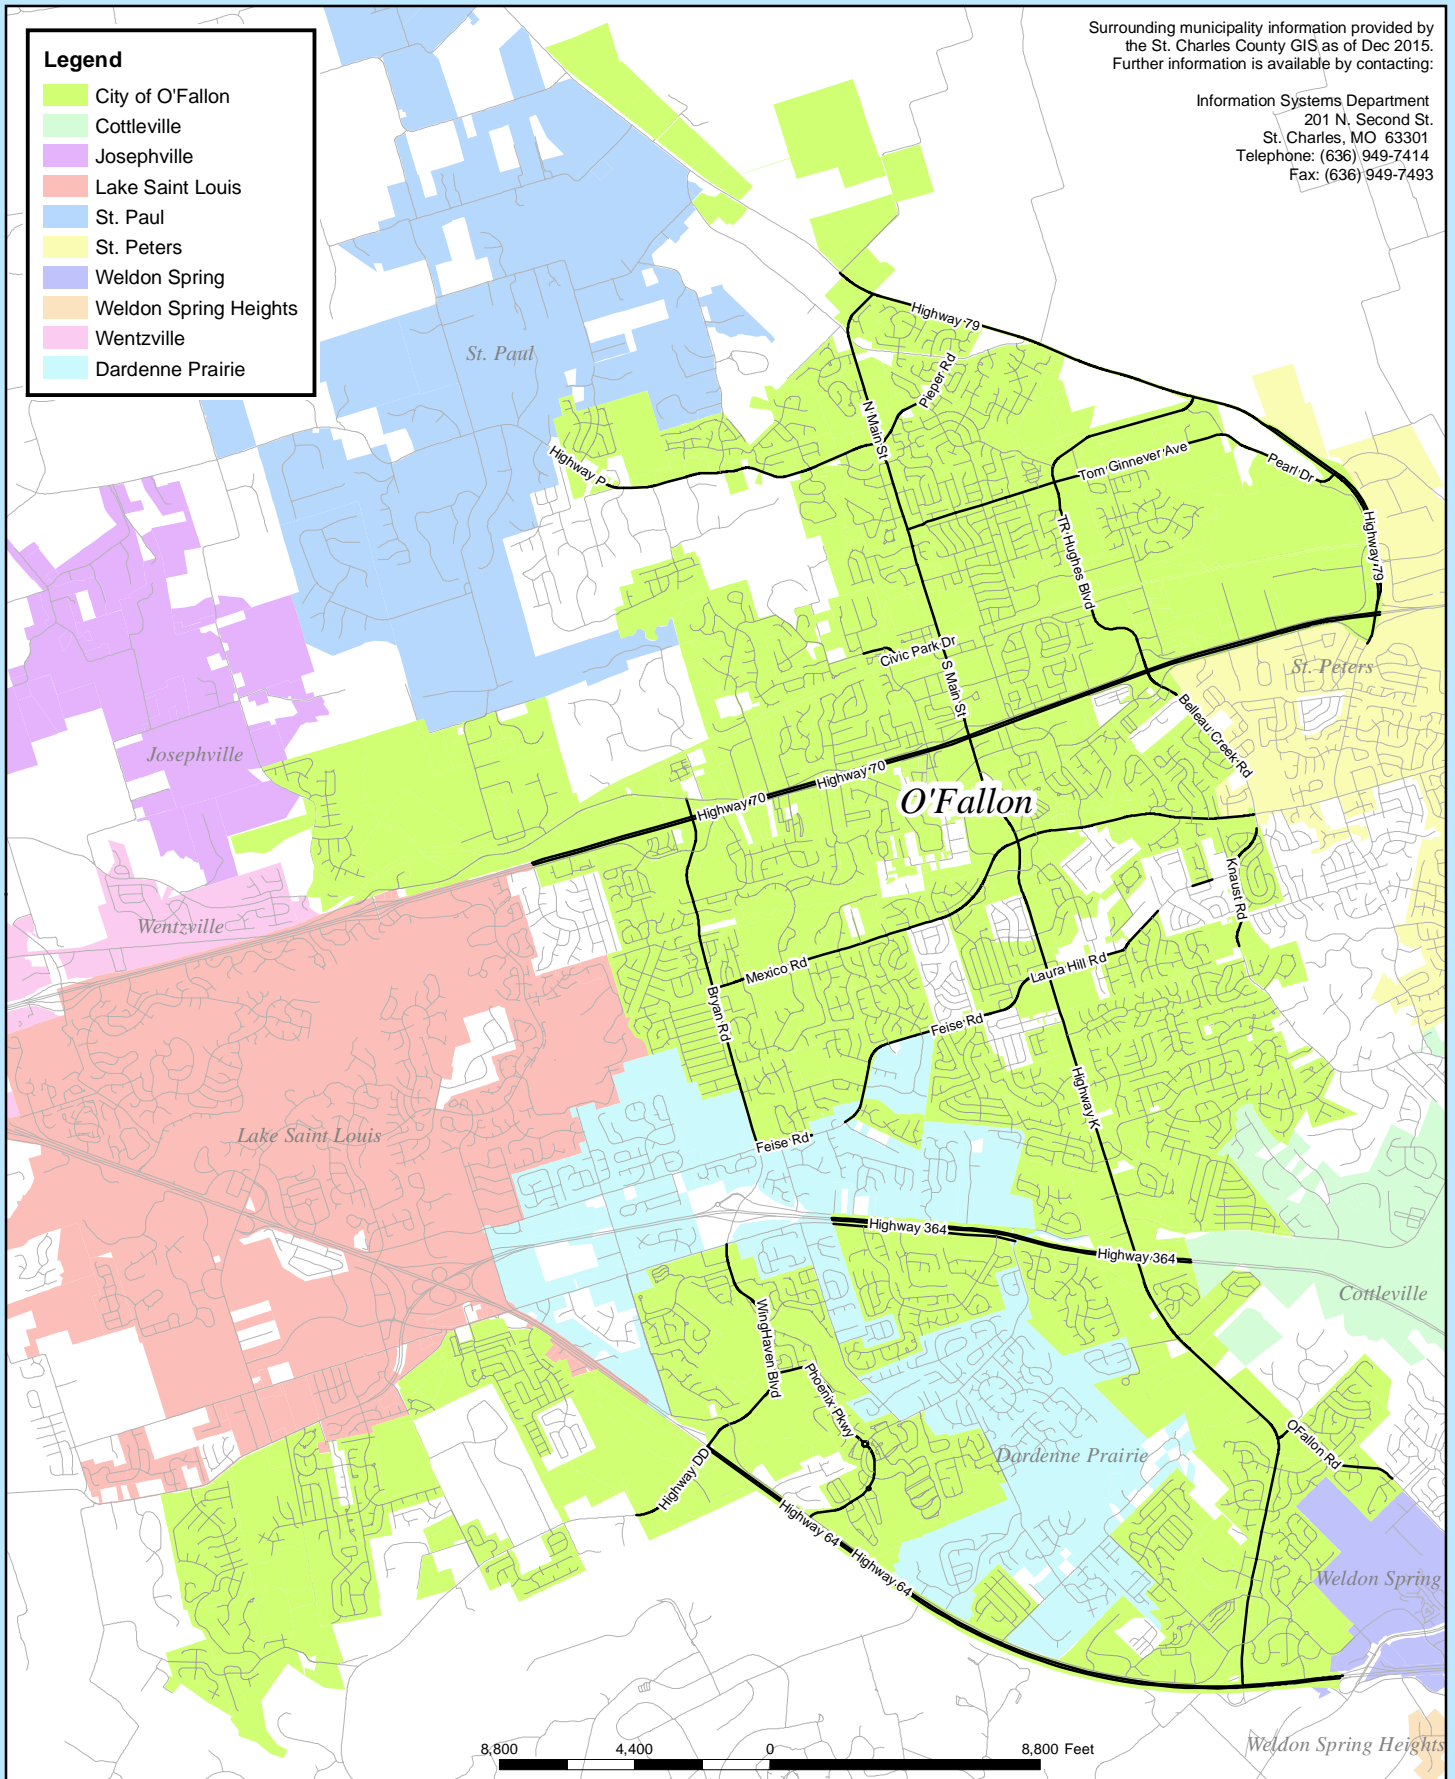 Surrounding municipality information provided by
the St. Charles County GIS as of Dec 2015.
Further information is available by contacting:
Information Systems Department
201 N. Second St.
St. Charles, MO 63301
Telephone: (636) 949-7414
Fax: (636) 949-7493
Legend
City of O'Fallon
Cottleville
Josephville
Lake Saint Louis
St. Paul
St. Peters
Weldon Spring
Weldon Spring Heights
Wentzville
Dardenne Prairie
Highway 79
St. Paul
Pieper Rd
N Main St
Highway P
Tom Ginnever Ave
Pearl Dr
TR Hughes Blvd
Highway 79
Civic Park Dr
S Main St
St. Peters
Belleau Creek Rd
Josephville
Highway 70
Highway 70
O'Fallon
Knaust Rd
Wentzville
Mexico Rd
Laura Hill Rd
Bryan Rd
Feise Rd
Highway K
Lake Saint Louis
Feise Rd
Highway 364
Highway 364
Cottleville
WingHaven Blvd
Phoenix Pkwy
OFallon Rd
Dardenne Prairie
Highway DD
Highway 64
Highway 64
Weldon Spring
Weldon Spring Heights
8,800 4,400 0 8,800 Feet